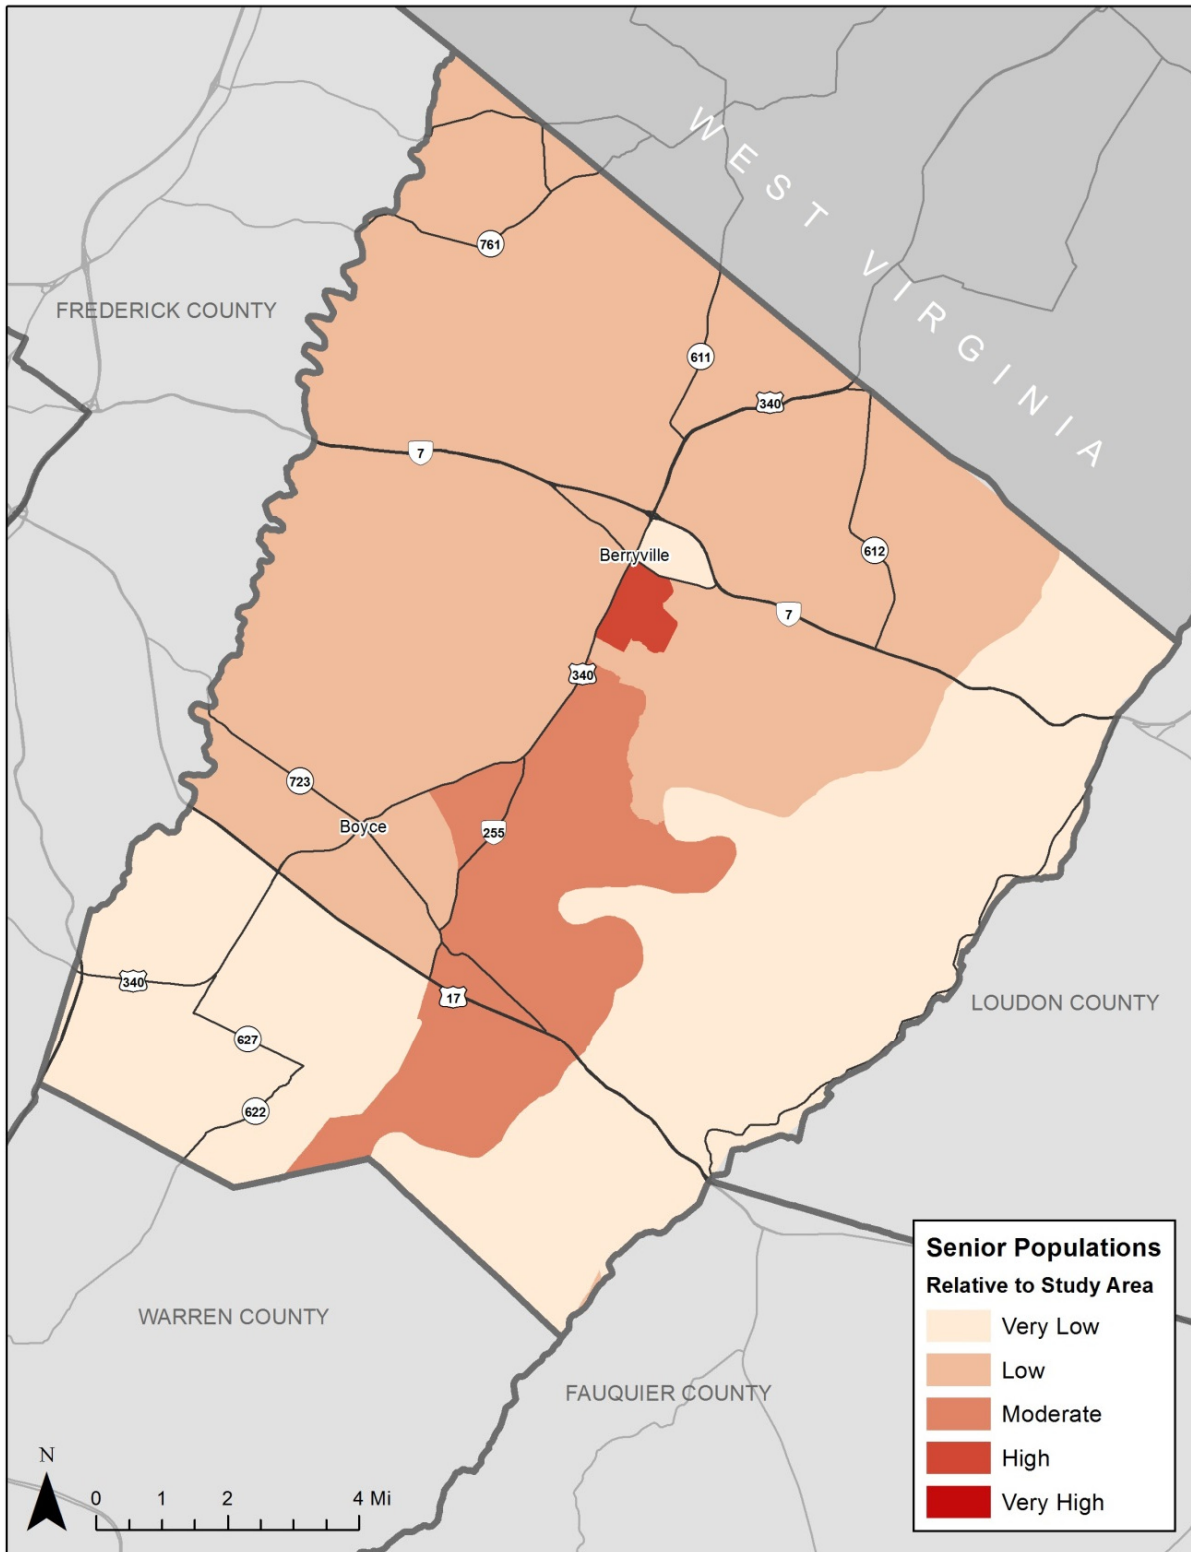 WEST VIRGINIA
761
FREDERICK COUNTY
611
340
7
Berryville
612
7
340
723
Boyce
255
340
17
LOUDON COUNTY
627
622
WARREN COUNTY
FAUQUIER COUNTY
Senior Populations
Relative to Study Area
Very Low
Low
Moderate
High
Very High
N
0 1 2 4 Mi